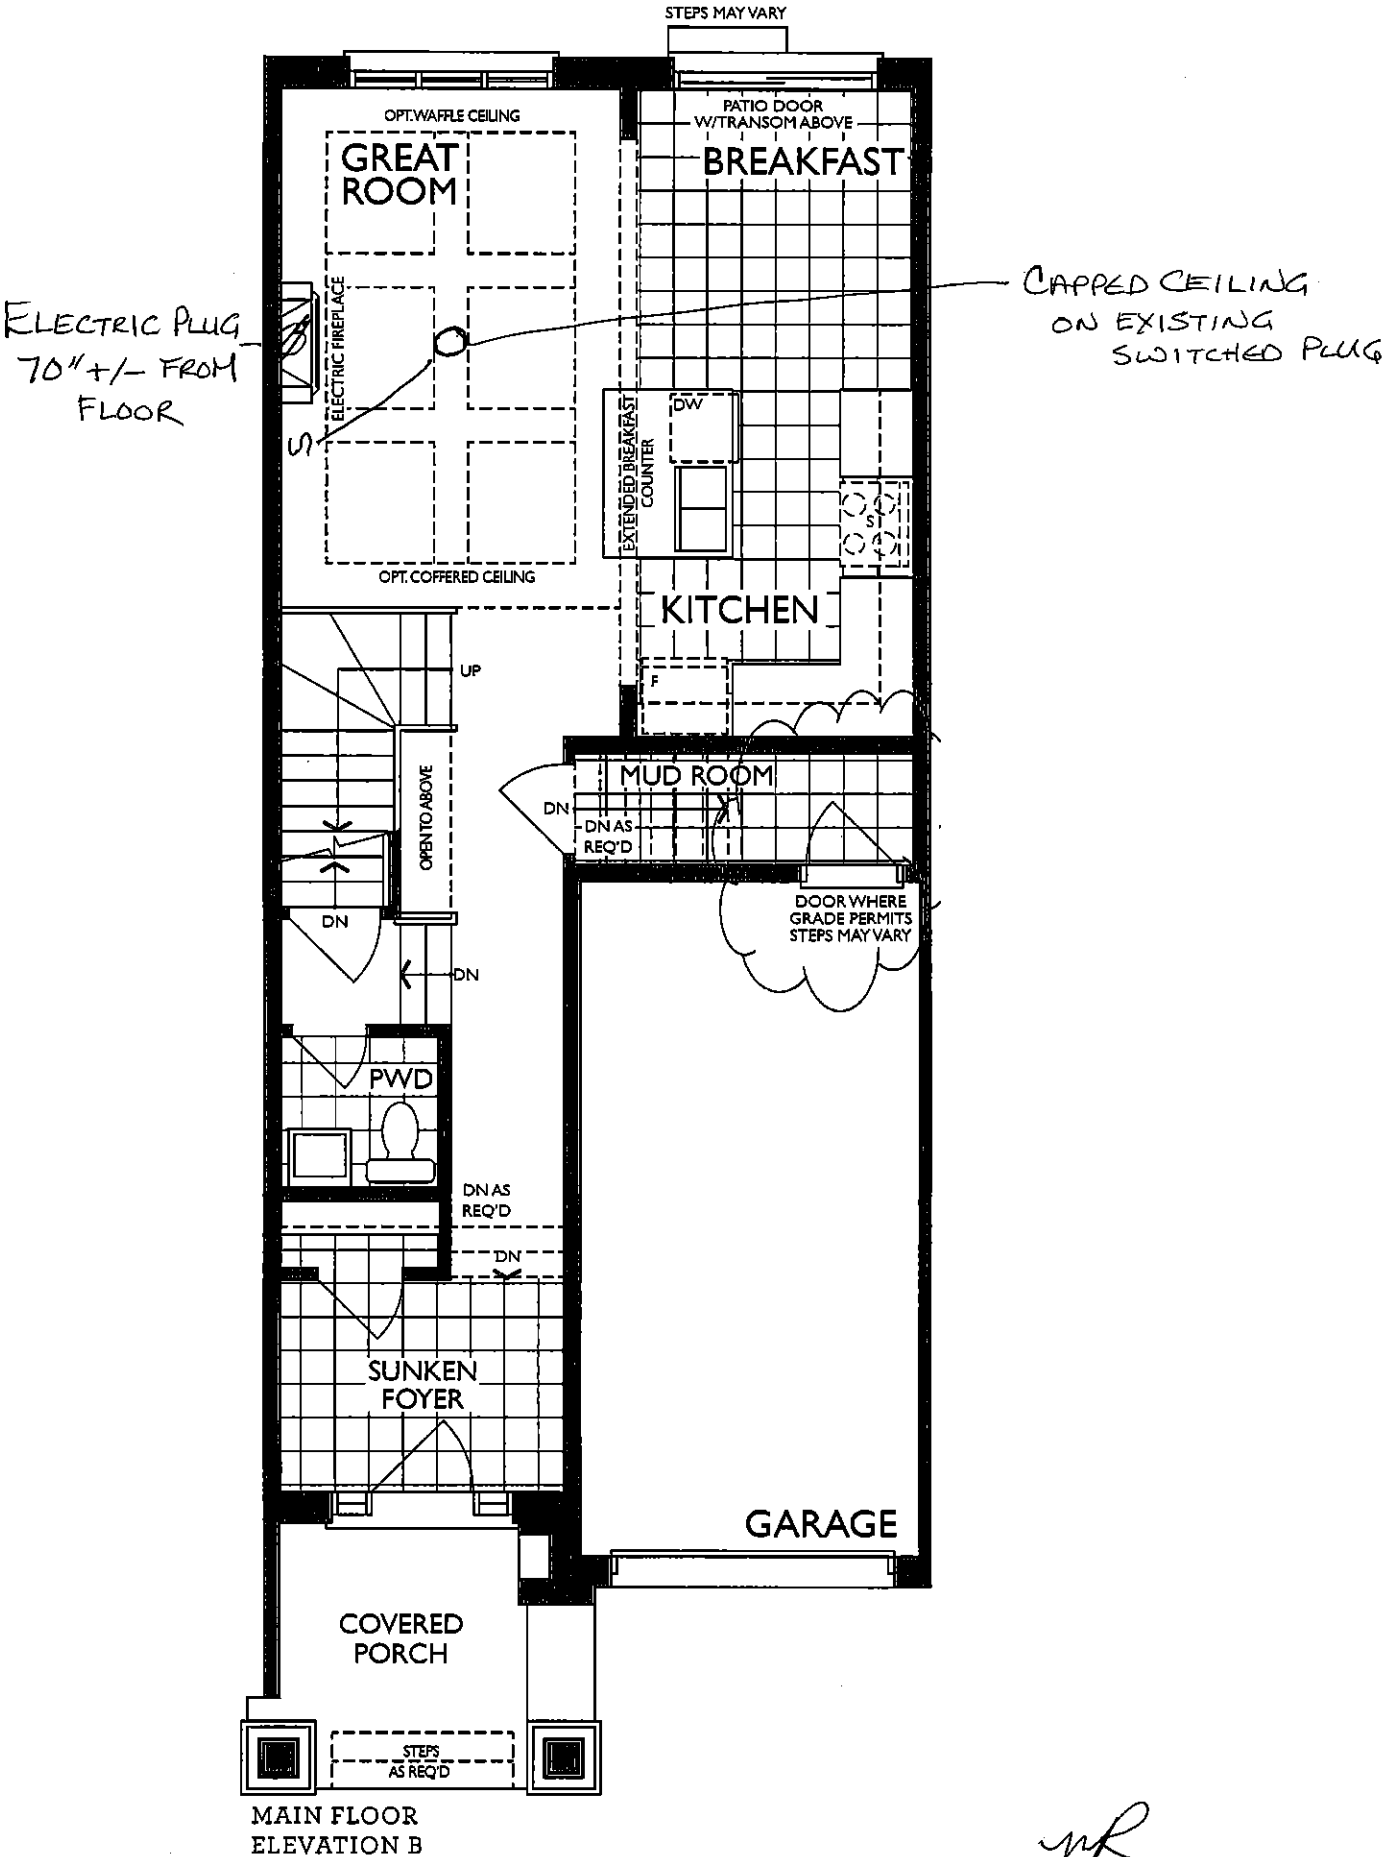 STEPS MAY VARY
OPT. WAFFLE CEILING
PATIO DOOR
W/TRANSOM ABOVE
GREAT
ROOM
BREAKFAST
ELECTRIC PLUG
70" +/- FROM
FLOOR
ELECTRIC FIREPLACE
CAPPED CEILING
ON EXISTING
SWITCHED PLUG
S
DW
EXTENDED BREAKFAST
COUNTER
S
OPT. COFFERED CEILING
KITCHEN
UP
F
OPEN TO ABOVE
MUD ROOM
DN
DN AS
REQ'D
DOOR WHERE
GRADE PERMITS
STEPS MAY VARY
DN
DN
PWD
DN AS
REQ'D
DN
SUNKEN
FOYER
GARAGE
COVERED
PORCH
STEPS
AS REQ'D
MAIN FLOOR
ELEVATION B